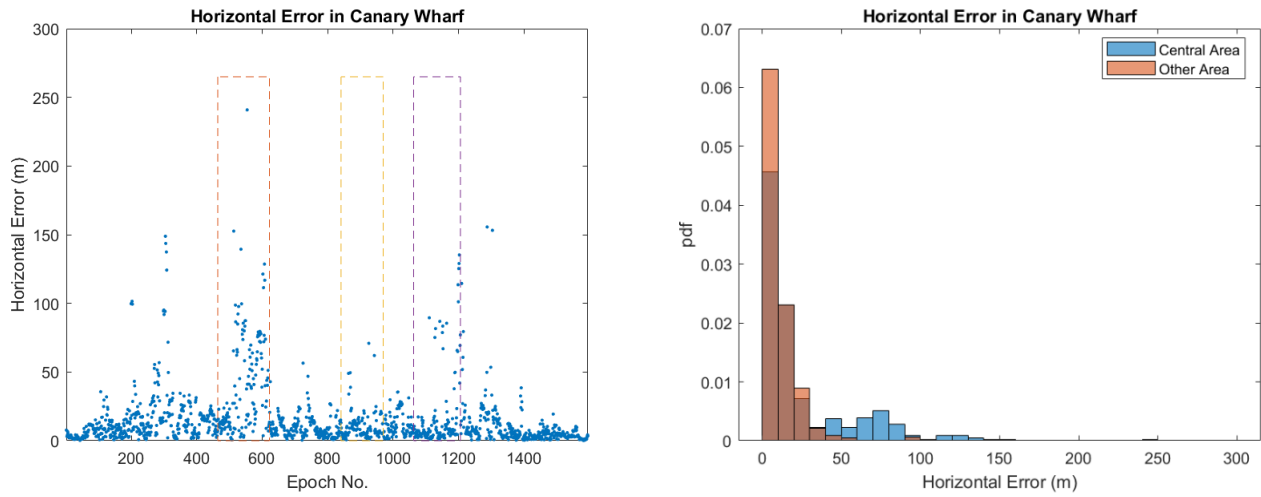 Horizontal Error in Canary Wharf
300
250
200
150
100
50
0
200 400 600 800 1000 1200 1400
Horizontal Error (m)
Epoch No.
Horizontal Error in Canary Wharf
Central Area
Other Area
0.07
0.06
0.05
0.04
0.03
0.02
0.01
0
0 50 100 150 200 250 300
pdf
Horizontal Error (m)